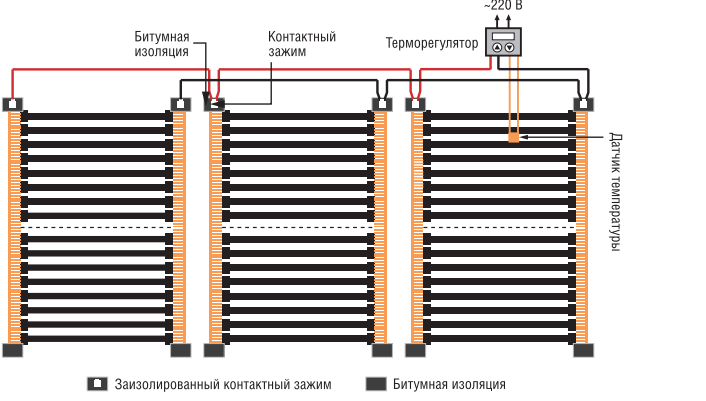 ~220 В
Битумная
изоляция
Контактный
зажим
Терморегулятор
Датчик температуры
Заизолированный контактный зажим
Битумная изоляция